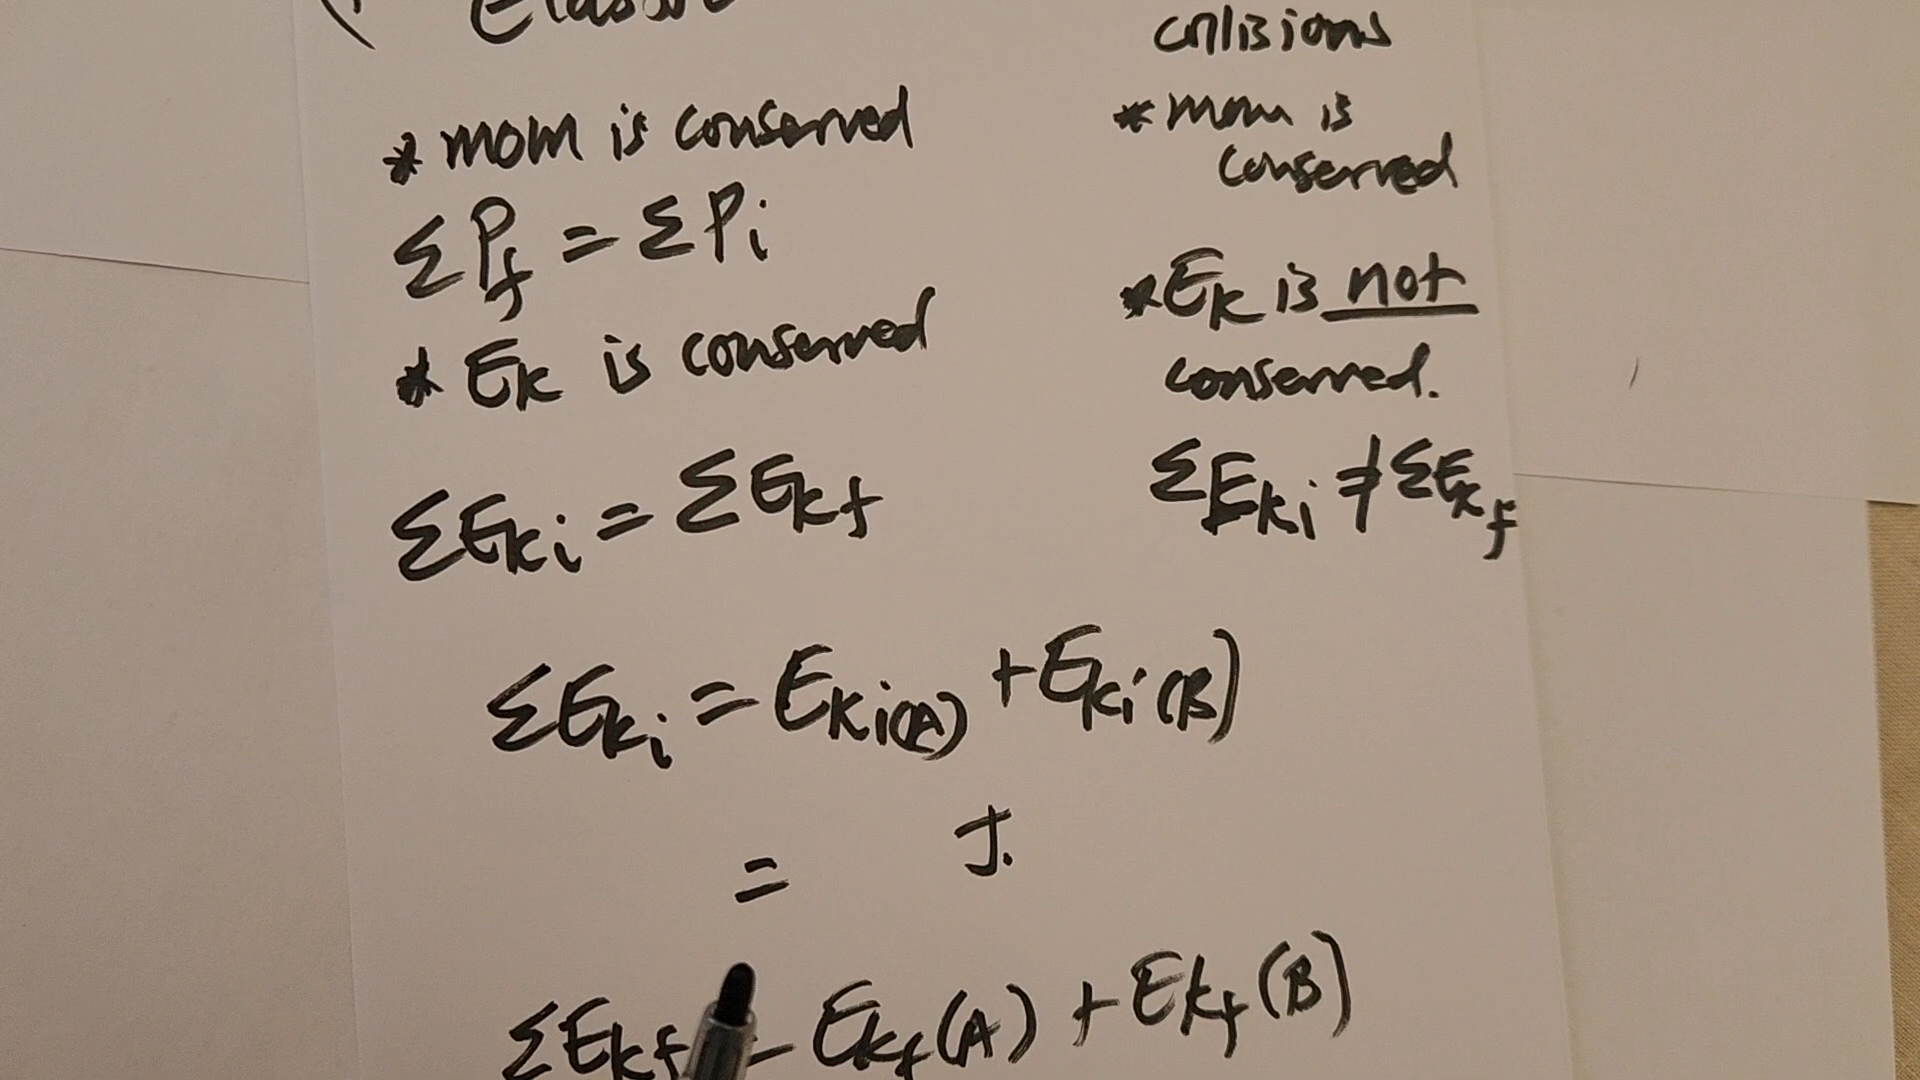 Elastic
* mom is conserved
ΣPf = ΣPi
* Ek is conserved
ΣEki = ΣEkf
collisions
* mom is
conserved
* Ek is not
conserved.
ΣEki ≠ ΣEkf
ΣEki = Eki(A) + Eki(B)
= J.
ΣEkf = Ekf(A) + Ekf(B)